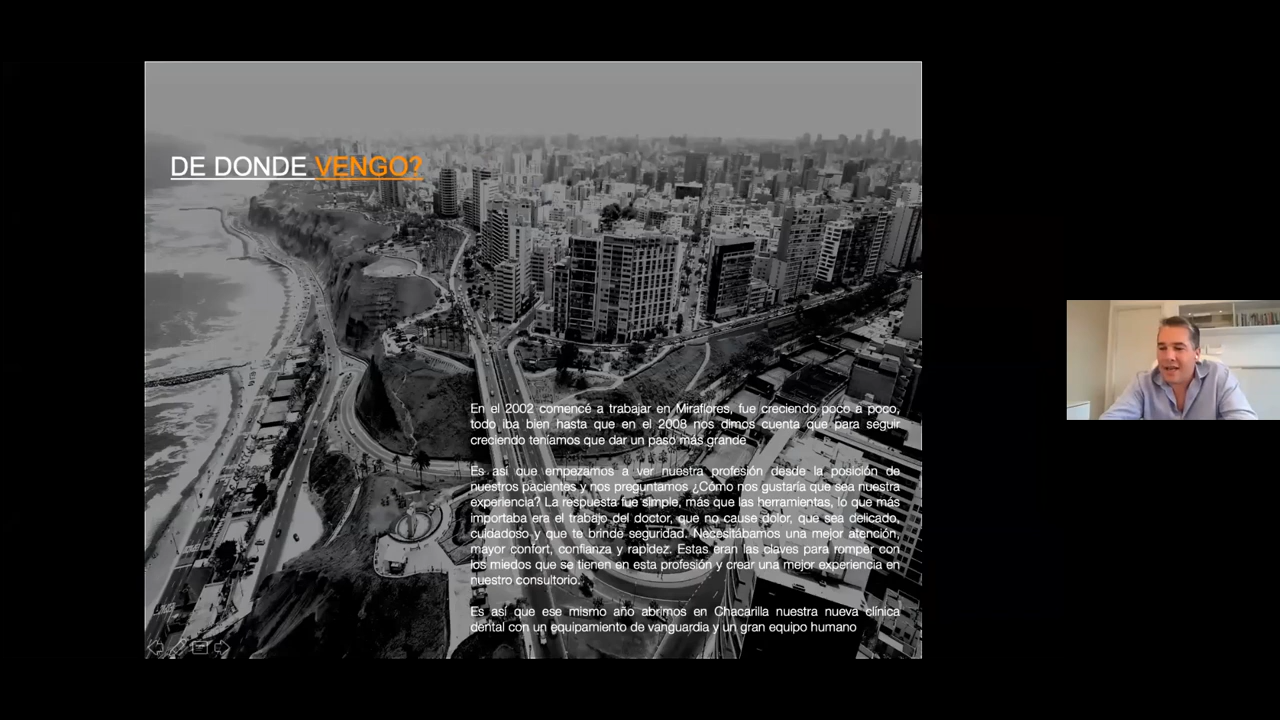 DE DONDE VENGO?
En el 2002 comencé a trabajar en Miraflores, fue creciendo poco a poco,
todo iba bien hasta que en el 2008 nos dimos cuenta que para seguir
creciendo teníamos que dar un paso más grande
Es así que empezamos a ver nuestra profesión desde la posición de
nuestros pacientes y nos preguntamos ¿Cómo nos gustaría que sea nuestra
experiencia? La respuesta fue simple, más que las herramientas, lo que más
importaba era el trabajo del doctor, que no cause dolor, que sea delicado,
cuidadoso y que te brinde seguridad. Necesitábamos una mejor atención,
mayor confort, confianza y rapidez. Estas eran las claves para romper con
los miedos que se tienen en esta profesión y crear una mejor experiencia en
nuestro consultorio.
Es así que ese mismo año abrimos en Chacarilla nuestra nueva clínica
dental con un equipamiento de vanguardia y un gran equipo humano